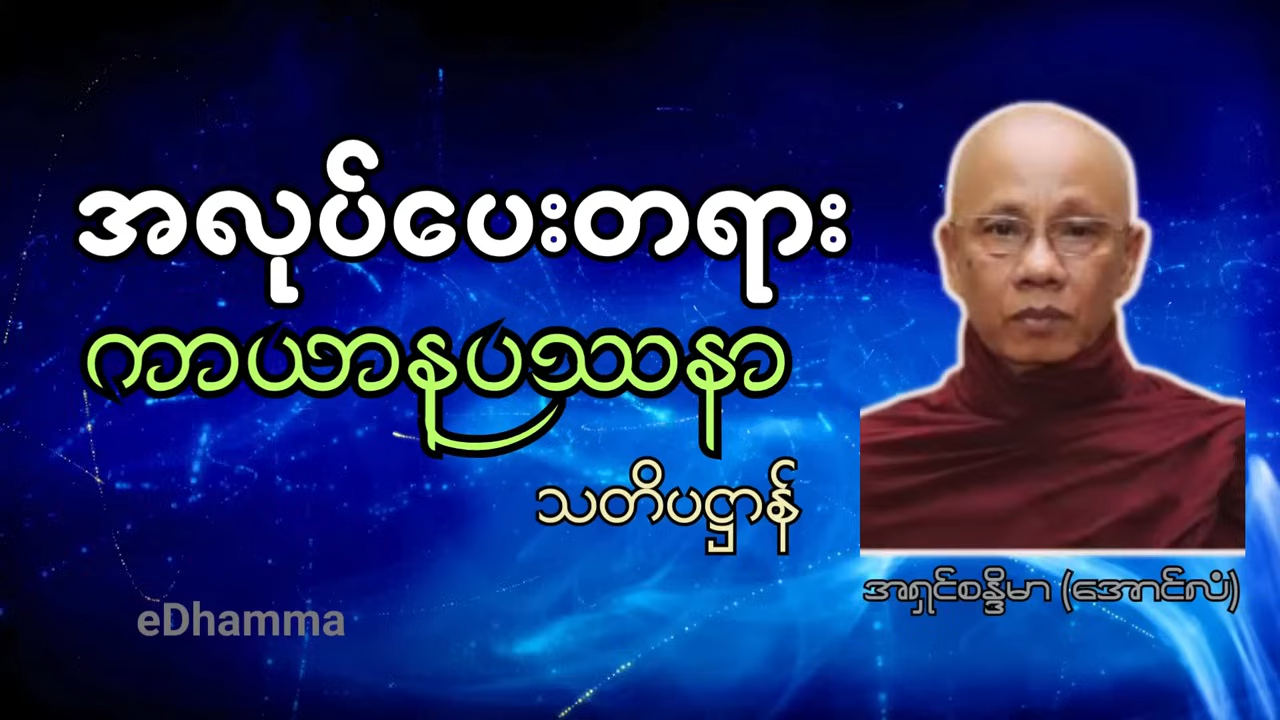 အလုပ်ပေးတရား
ကာယာနုပဿနာ
သတိပဋ္ဌာန်
အရှင်စန္ဒိမာ (အောင်လံ)
eDhamma